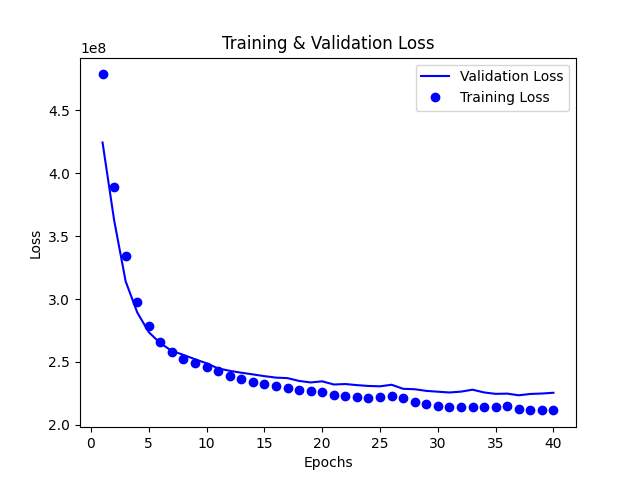 Training & Validation Loss
1e8
Validation Loss
Training Loss
4.5
4.0
3.5
3.0
2.5
2.0
Loss
0 5 10 15 20 25 30 35 40
Epochs